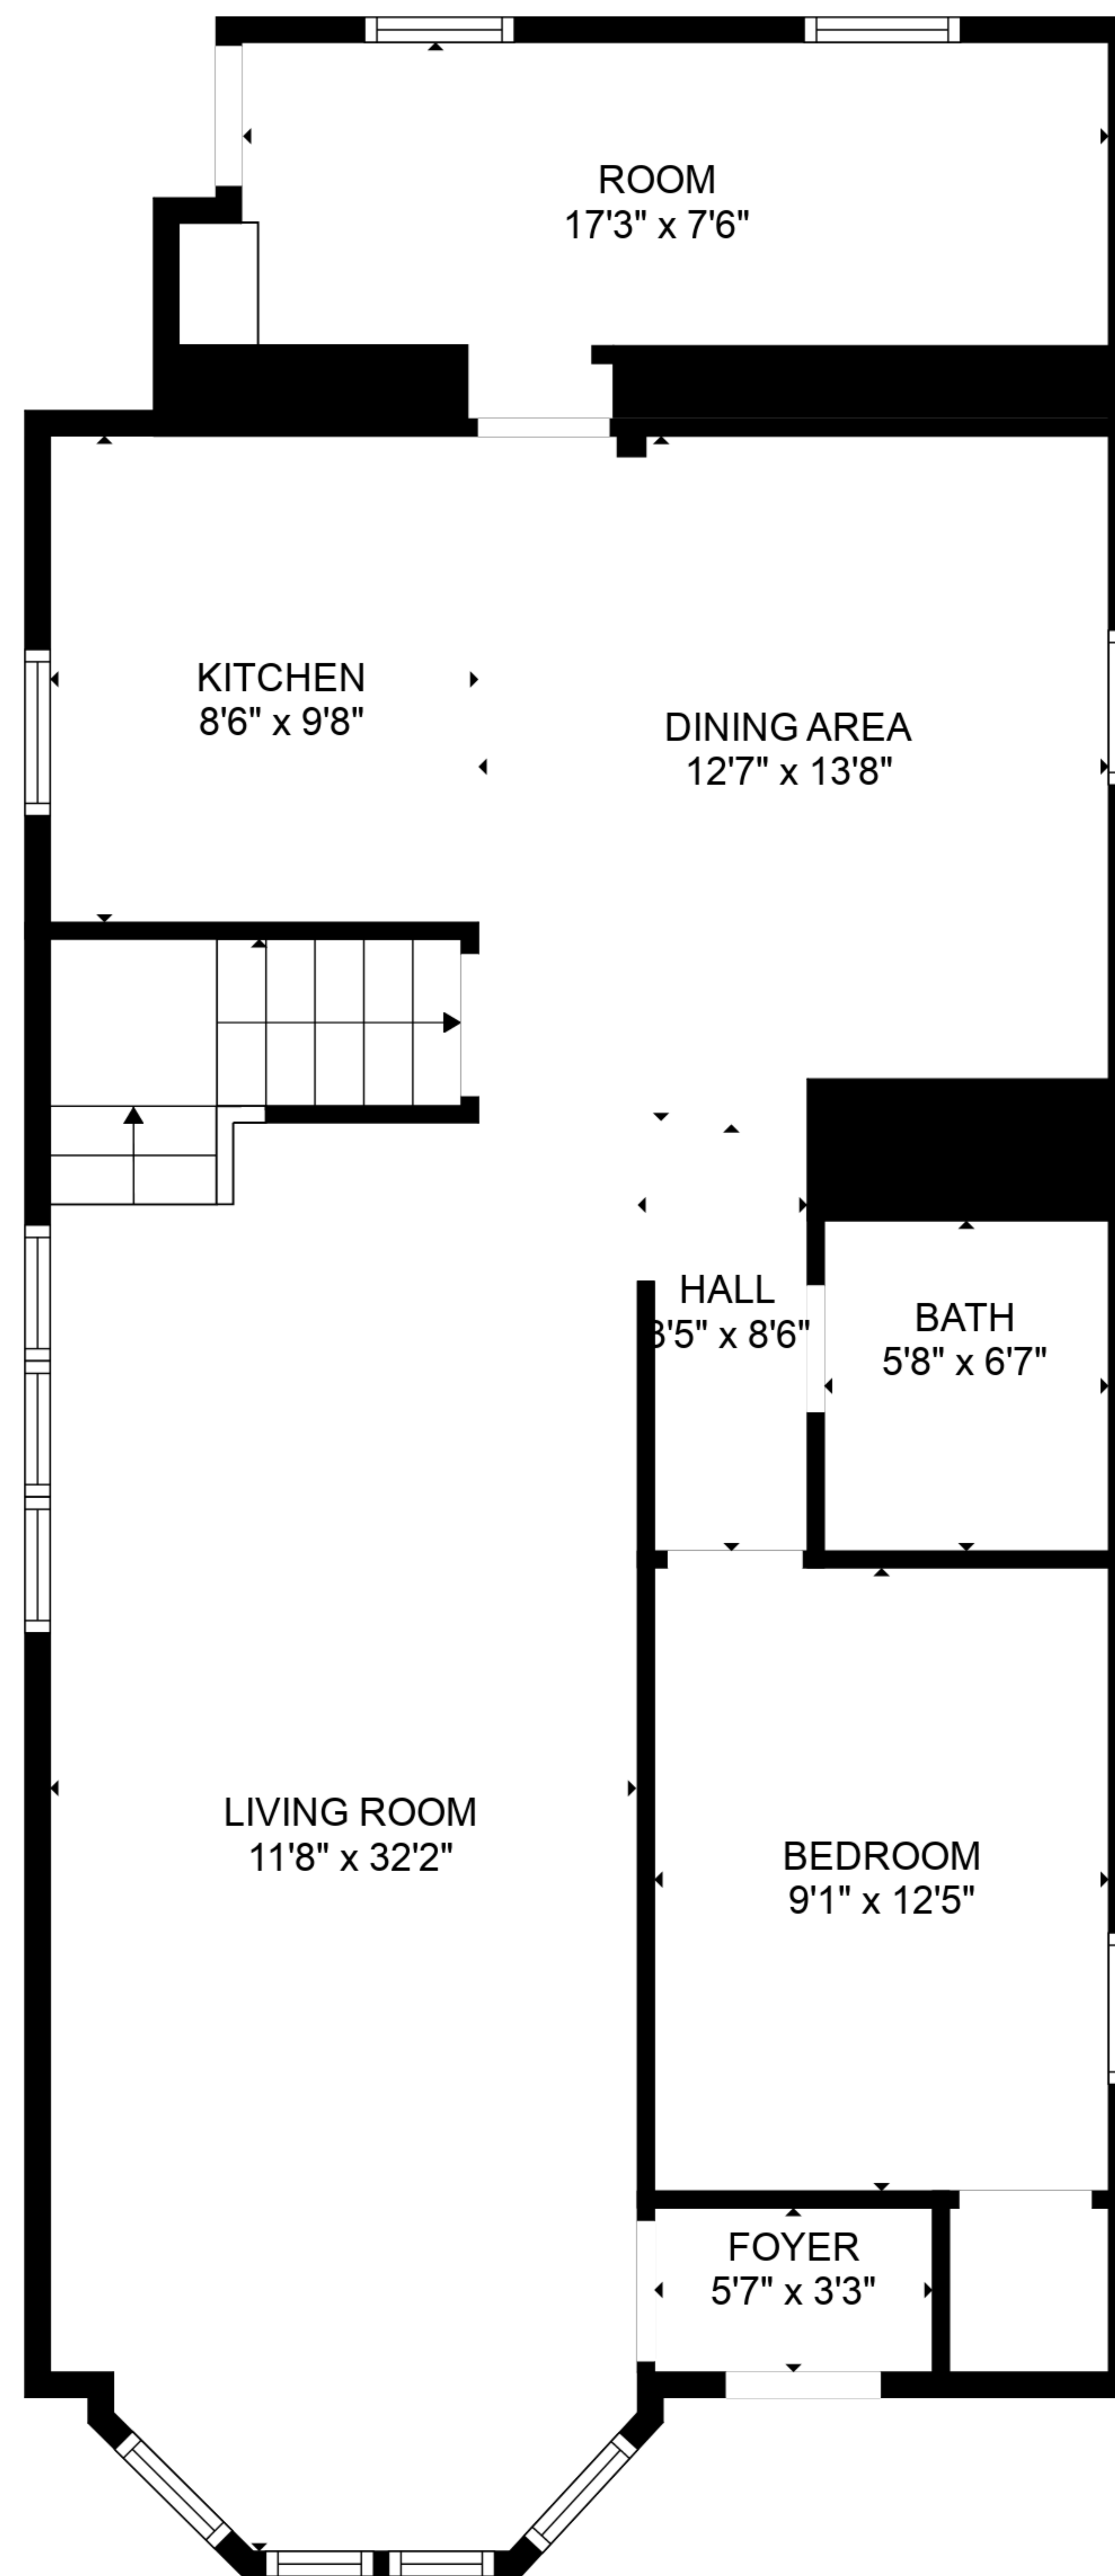 ROOM
17'3" x 7'6"
KITCHEN
8'6" x 9'8"
DINING AREA
12'7" x 13'8"
HALL
3'5" x 8'6"
BATH
5'8" x 6'7"
LIVING ROOM
11'8" x 32'2"
BEDROOM
9'1" x 12'5"
FOYER
5'7" x 3'3"